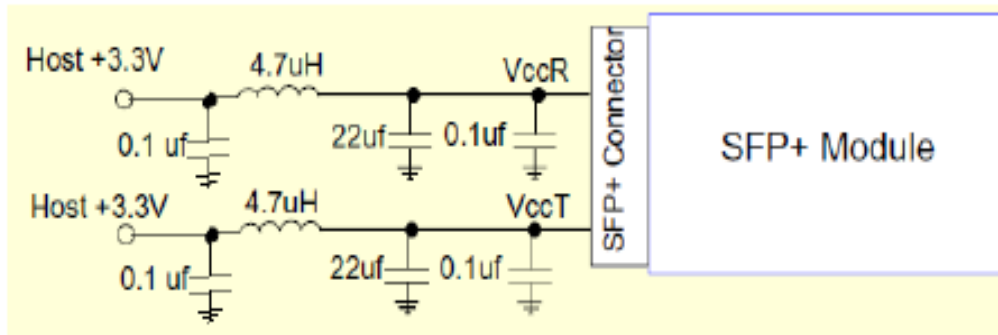 Host +3.3V
4.7uH
VccR
0.1 uf
22uf
0.1uf
Host +3.3V
4.7uH
VccT
0.1 uf
22uf
0.1uf
SFP+ Connector
SFP+ Module